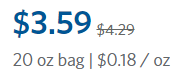 $3.59 $4.29
20 oz bag | $0.18 / oz